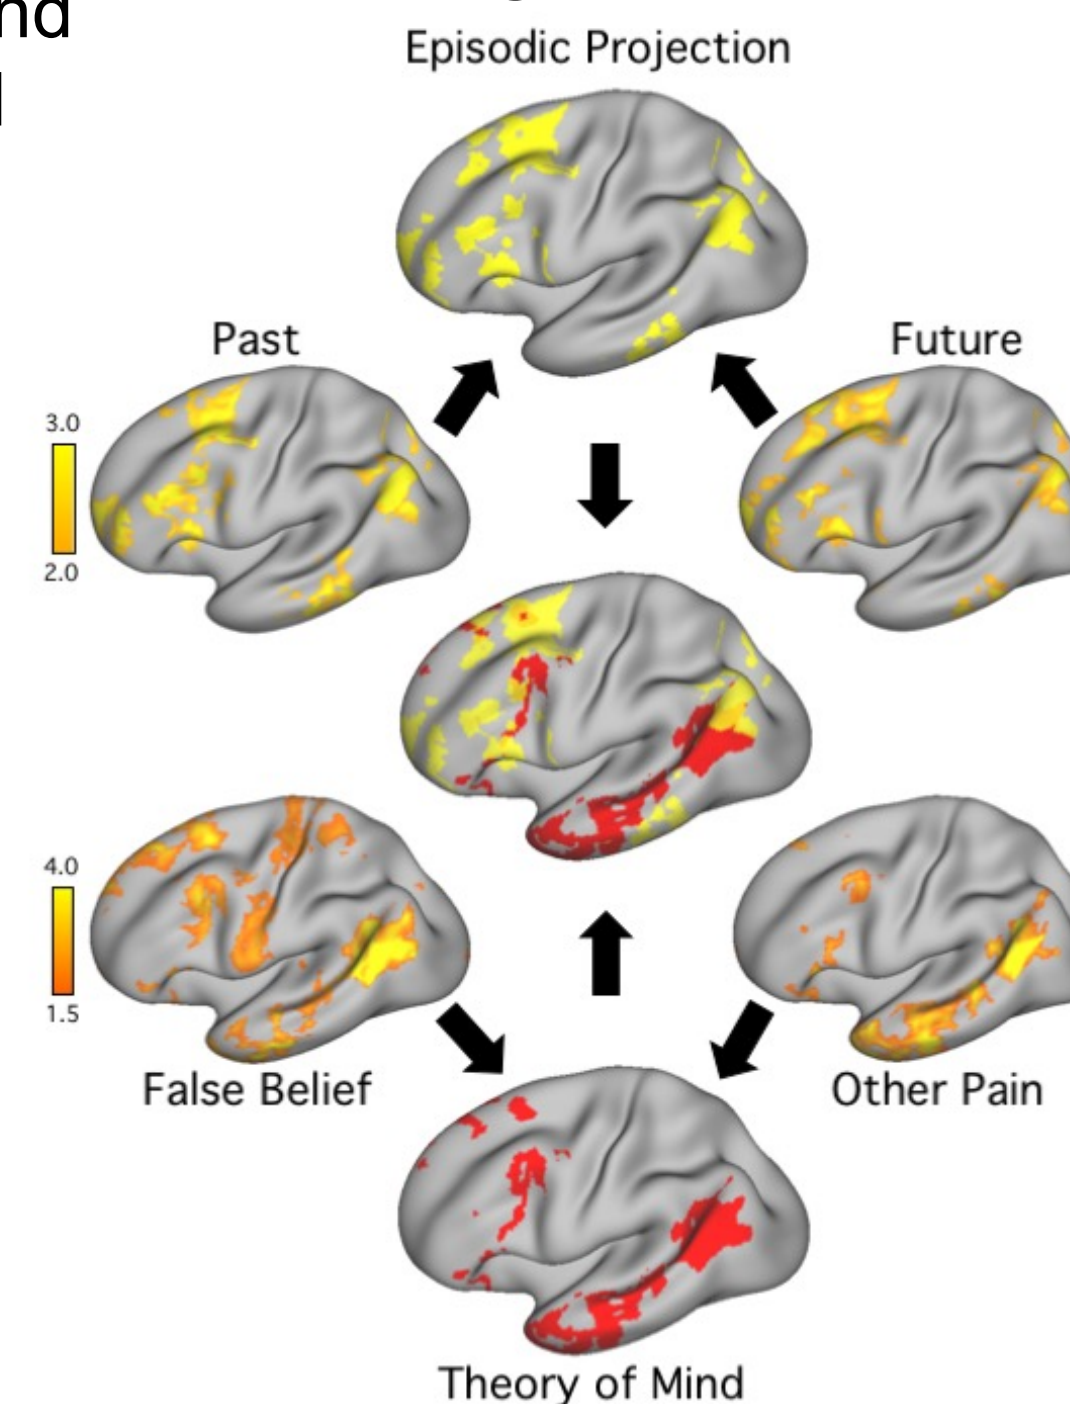 nd
Episodic Projection
Past
Future
3.0
2.0
4.0
1.5
False Belief
Other Pain
Theory of Mind